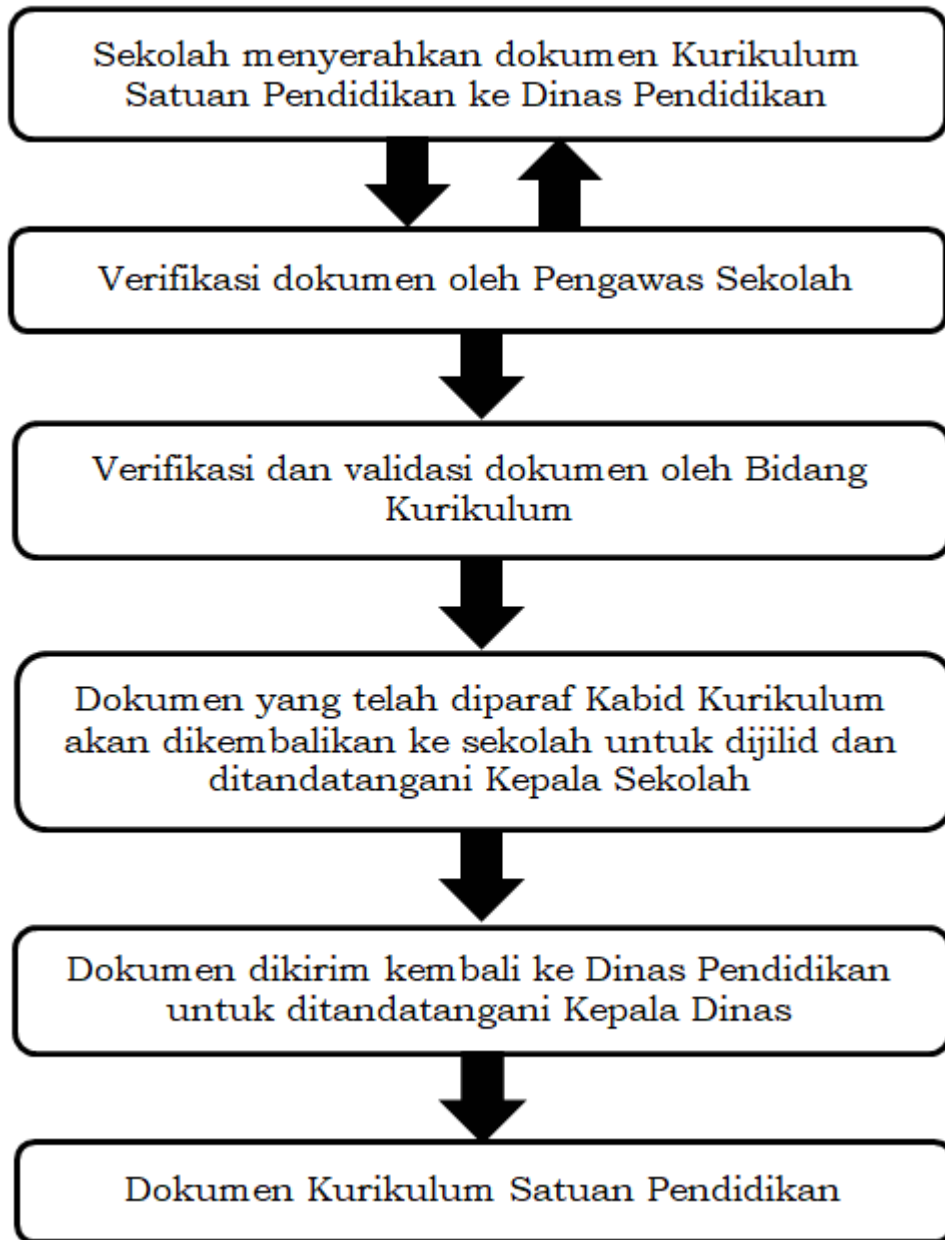 Sekolah menyerahkan dokumen Kurikulum
Satuan Pendidikan ke Dinas Pendidikan
Verifikasi dokumen oleh Pengawas Sekolah
Verifikasi dan validasi dokumen oleh Bidang
Kurikulum
Dokumen yang telah diparaf Kabid Kurikulum
akan dikembalikan ke sekolah untuk dijilid dan
ditandatangani Kepala Sekolah
Dokumen dikirim kembali ke Dinas Pendidikan
untuk ditandatangani Kepala Dinas
Dokumen Kurikulum Satuan Pendidikan